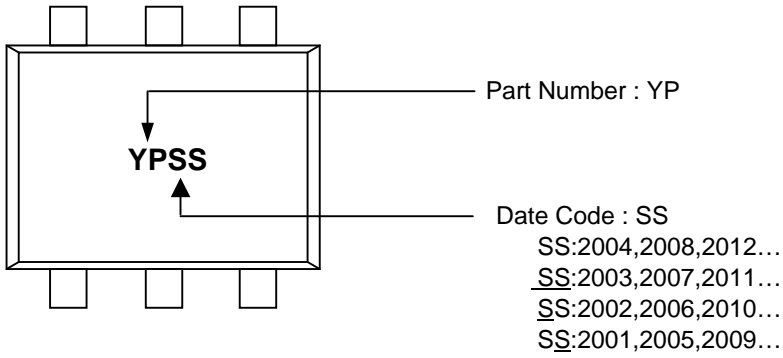 Part Number : YP
YPSS
Date Code : SS
SS:2004,2008,2012…
SS:2003,2007,2011…
SS:2002,2006,2010…
SS:2001,2005,2009…